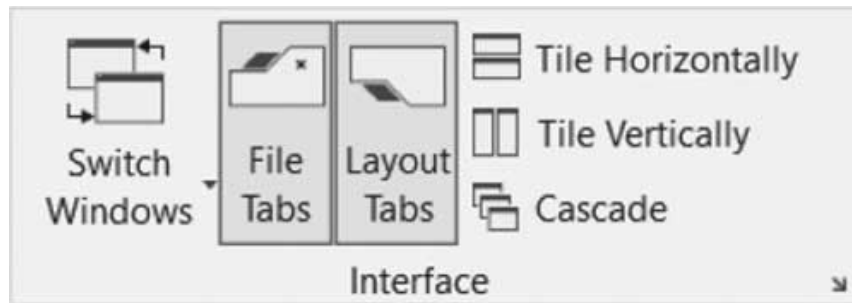 Switch
Windows
File
Tabs
Layout
Tabs
Tile Horizontally
Tile Vertically
Cascade
Interface